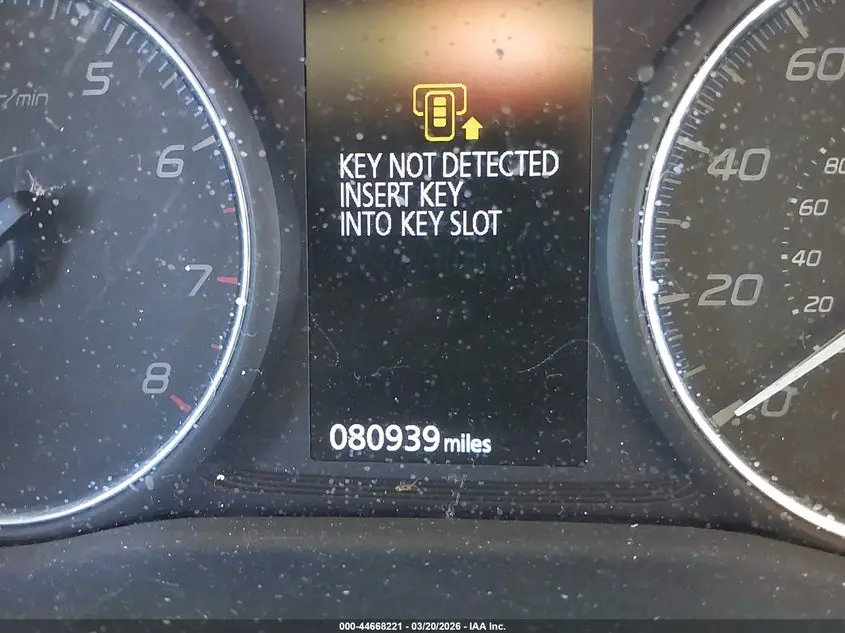 5
r/min
6
7
8
KEY NOT DETECTED
INSERT KEY
INTO KEY SLOT
080939 miles
60
40
20
0
80
60
40
20
000-44668221 - 03/20/2026 - IAA Inc.